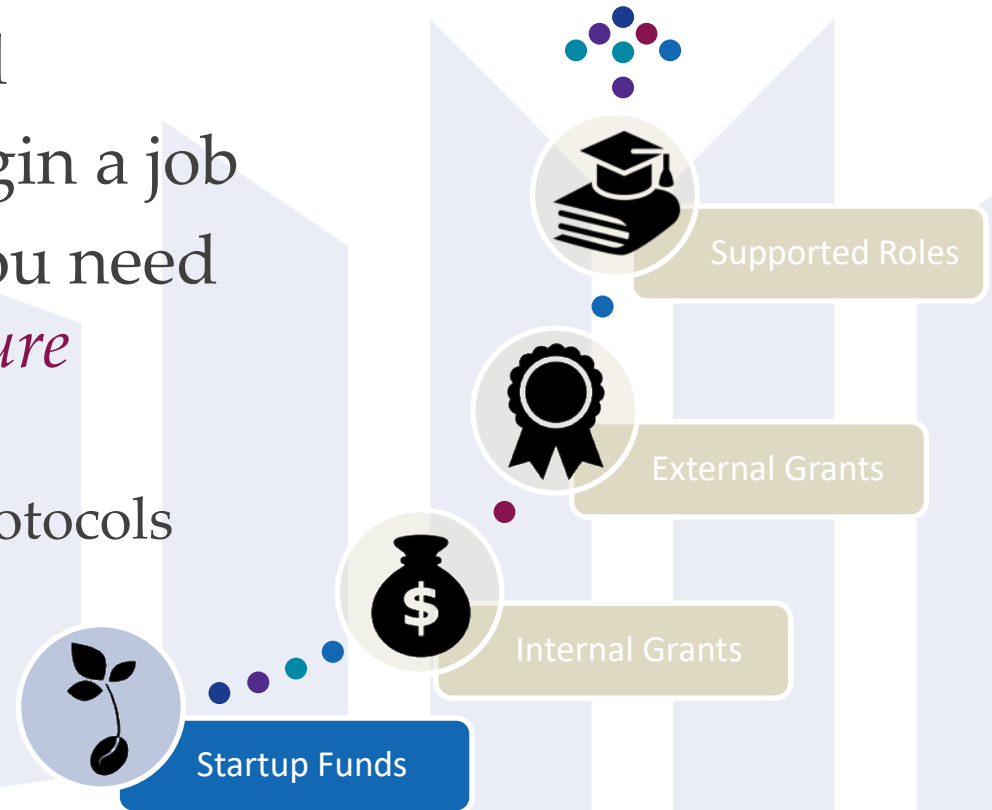 gin a job
ou need
ure
otocols
Supported Roles
External Grants
$
Internal Grants
Startup Funds